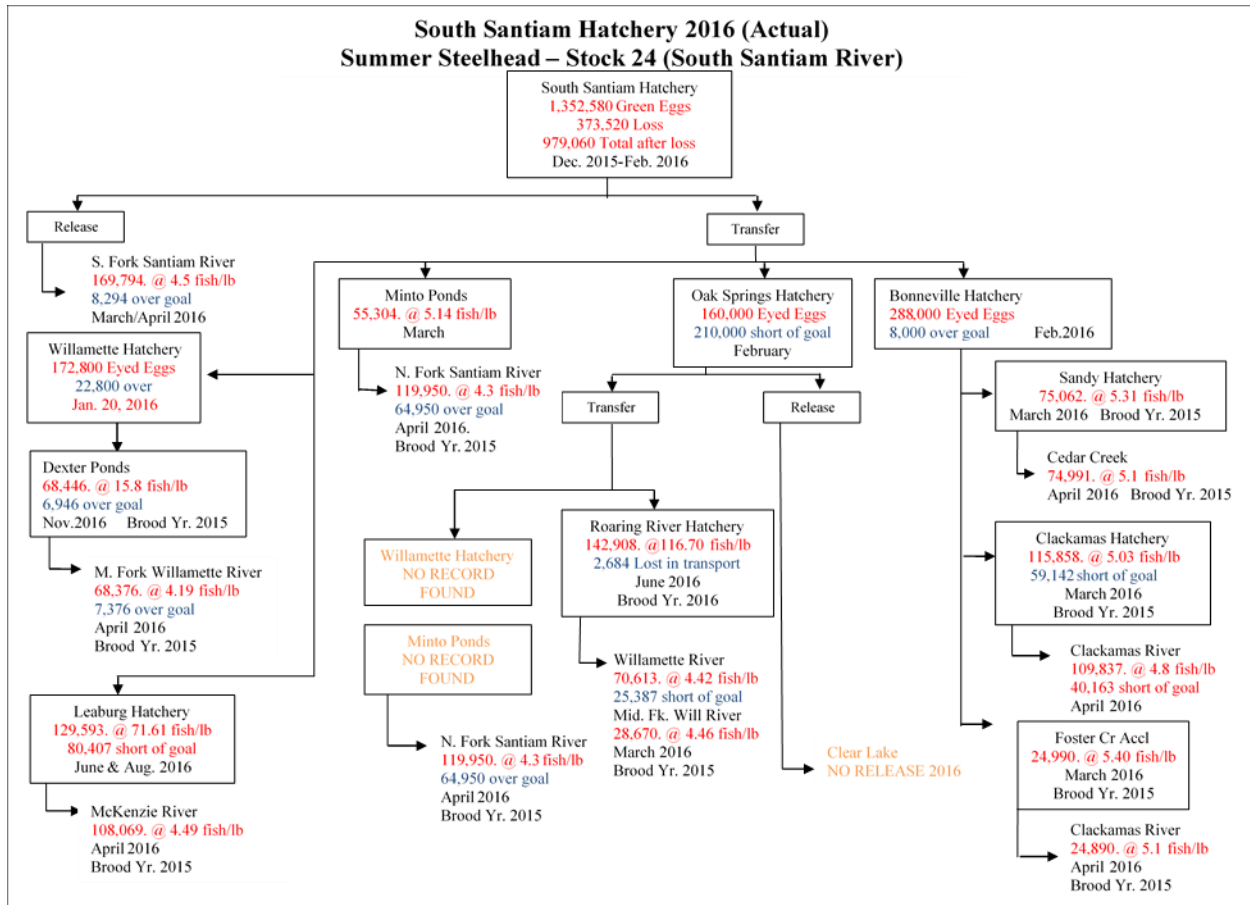 South Santiam Hatchery 2016 (Actual)
Summer Steelhead – Stock 24 (South Santiam River)
South Santiam Hatchery
1,352,580 Green Eggs
373,520 Loss
979,060 Total after loss
Dec. 2015-Feb. 2016
Release
Transfer
S. Fork Santiam River
169,794. @ 4.5 fish/lb
8,294 over goal
March/April 2016
Minto Ponds
55,304. @ 5.14 fish/lb
March
Oak Springs Hatchery
160,000 Eyed Eggs
210,000 short of goal
February
Bonneville Hatchery
288,000 Eyed Eggs
8,000 over goal Feb.2016
Willamette Hatchery
172,800 Eyed Eggs
22,800 over
Jan. 20, 2016
N. Fork Santiam River
119,950. @ 4.3 fish/lb
64,950 over goal
April 2016.
Brood Yr. 2015
Transfer
Release
Sandy Hatchery
75,062. @ 5.31 fish/lb
March 2016 Brood Yr. 2015
Cedar Creek
74,991. @ 5.1 fish/lb
April 2016 Brood Yr. 2015
Dexter Ponds
68,446. @ 15.8 fish/lb
6,946 over goal
Nov.2016 Brood Yr. 2015
M. Fork Willamette River
68,376. @ 4.19 fish/lb
7,376 over goal
April 2016
Brood Yr. 2015
Willamette Hatchery
NO RECORD
FOUND
Roaring River Hatchery
142,908. @116.70 fish/lb
2,684 Lost in transport
June 2016
Brood Yr. 2016
Clackamas Hatchery
115,858. @ 5.03 fish/lb
59,142 short of goal
March 2016
Brood Yr. 2015
Minto Ponds
NO RECORD
FOUND
Willamette River
70,613. @ 4.42 fish/lb
25,387 short of goal
Mid. Fk. Will River
28,670. @ 4.46 fish/lb
March 2016
Brood Yr. 2015
Clackamas River
109,837. @ 4.8 fish/lb
40,163 short of goal
April 2016
Leaburg Hatchery
129,593. @ 71.61 fish/lb
80,407 short of goal
June & Aug. 2016
N. Fork Santiam River
119,950. @ 4.3 fish/lb
64,950 over goal
April 2016
Brood Yr. 2015
Clear Lake
NO RELEASE 2016
Foster Cr Accl
24,990. @ 5.40 fish/lb
March 2016
Brood Yr. 2015
McKenzie River
108,069. @ 4.49 fish/lb
April 2016
Brood Yr. 2015
Clackamas River
24,890. @ 5.1 fish/lb
April 2016
Brood Yr. 2015